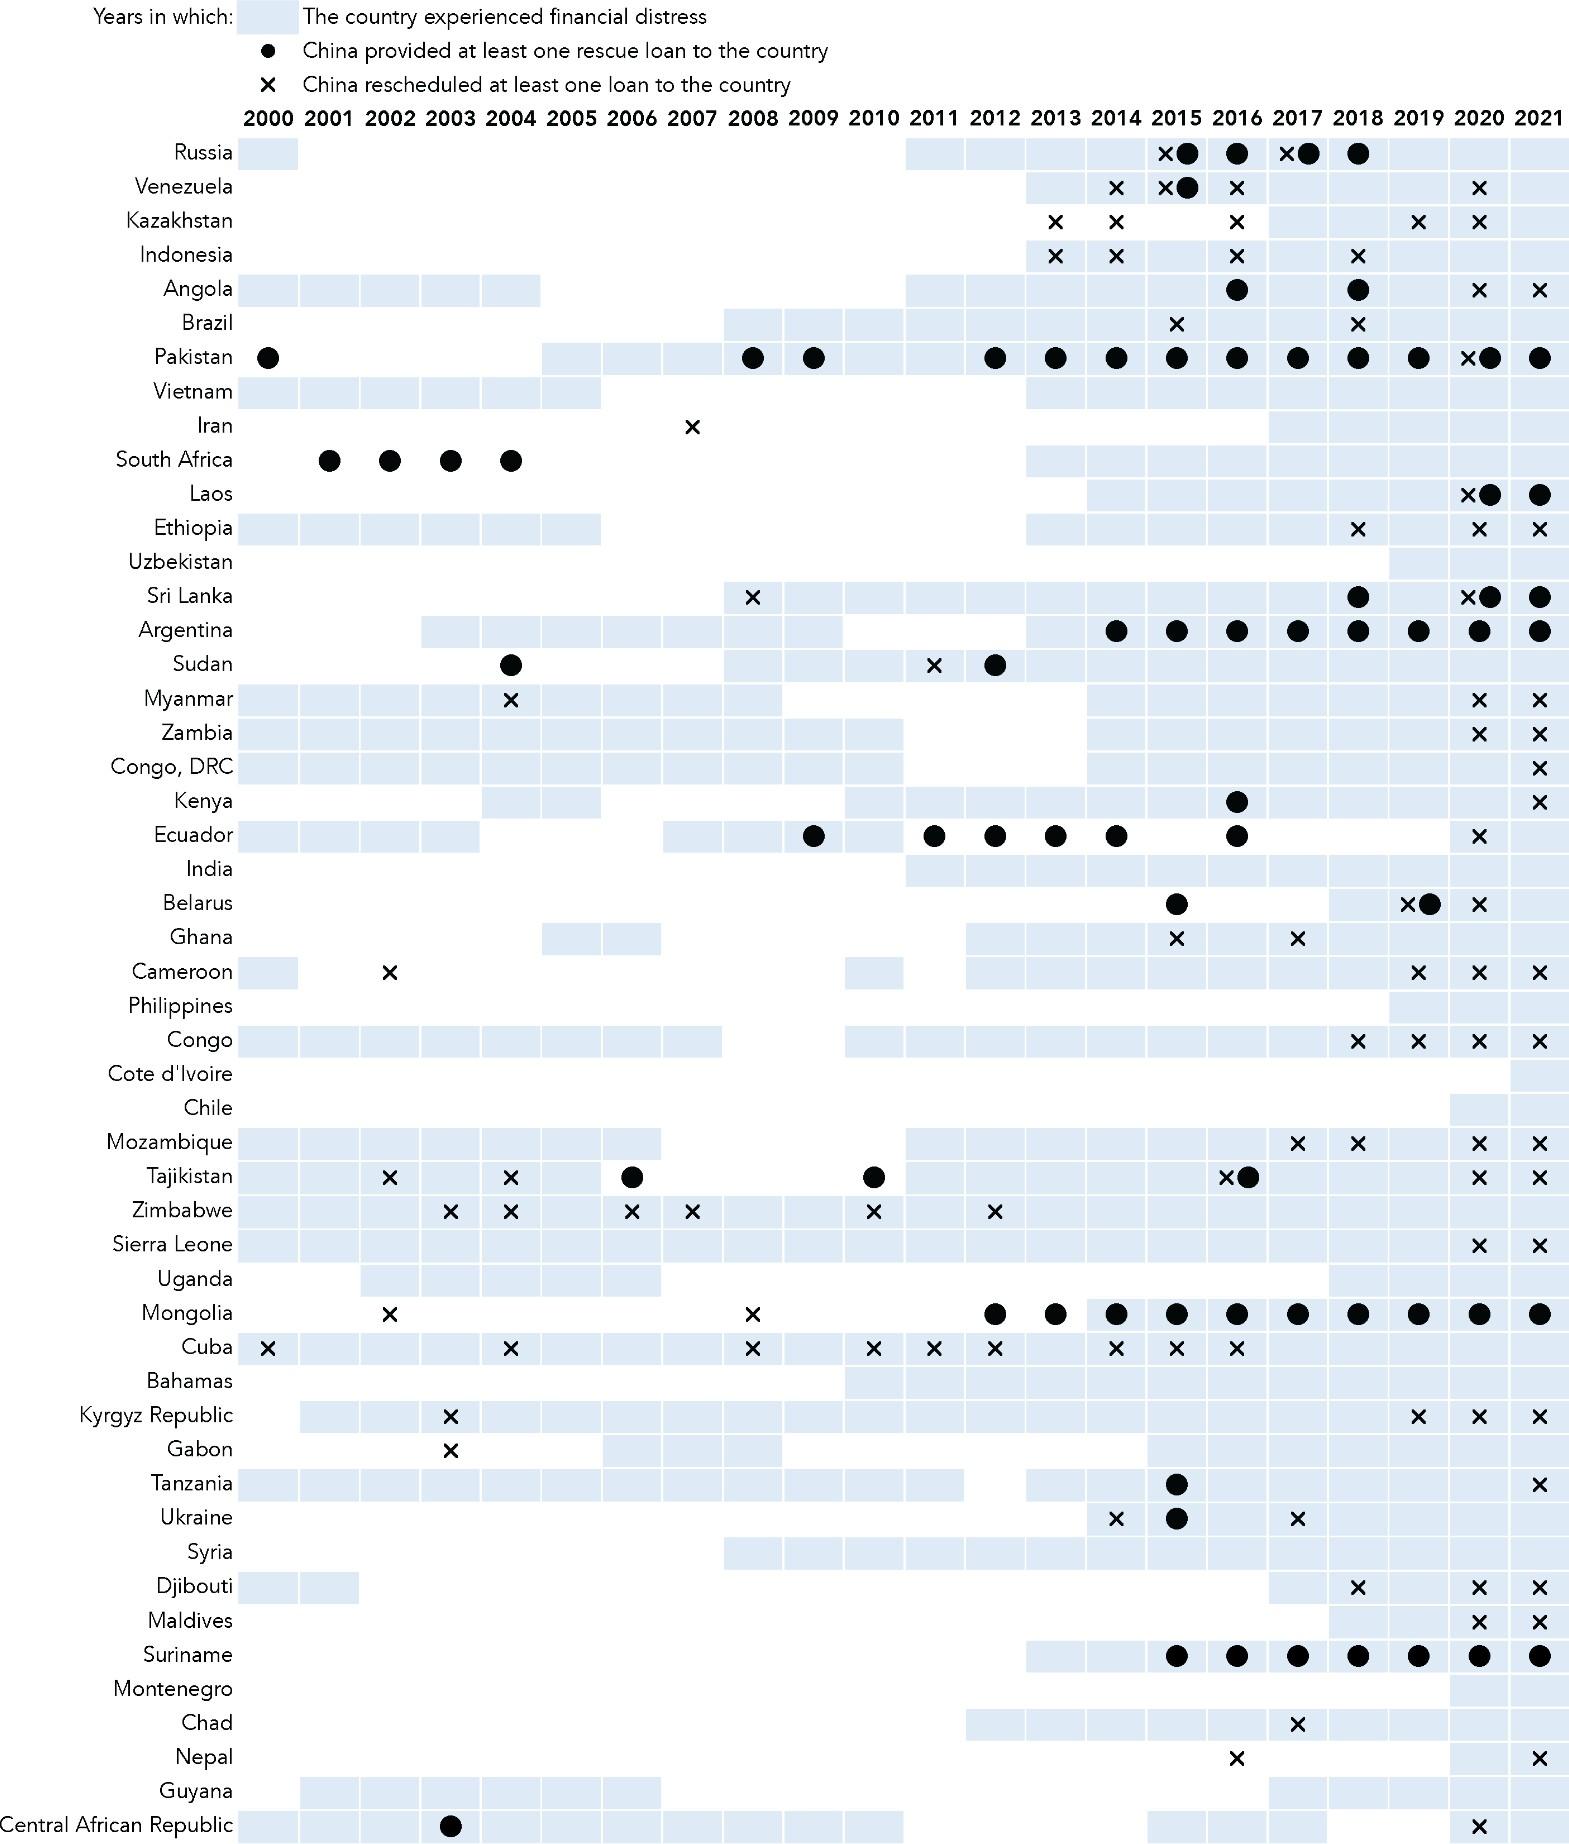 Years in which: The country experienced financial distress
China provided at least one rescue loan to the country
China rescheduled at least one loan to the country
2000 2001 2002 2003 2004 2005 2006 2007 2008 2009 2010 2011 2012 2013 2014 2015 2016 2017 2018 2019 2020 2021
Russia
Venezuela
Kazakhstan
Indonesia
Angola
Brazil
Pakistan
Vietnam
Iran
South Africa
Laos
Ethiopia
Uzbekistan
Sri Lanka
Argentina
Sudan
Myanmar
Zambia
Congo, DRC
Kenya
Ecuador
India
Belarus
Ghana
Cameroon
Philippines
Congo
Cote d'Ivoire
Chile
Mozambique
Tajikistan
Zimbabwe
Sierra Leone
Uganda
Mongolia
Cuba
Bahamas
Kyrgyz Republic
Gabon
Tanzania
Ukraine
Syria
Djibouti
Maldives
Suriname
Montenegro
Chad
Nepal
Guyana
Central African Republic